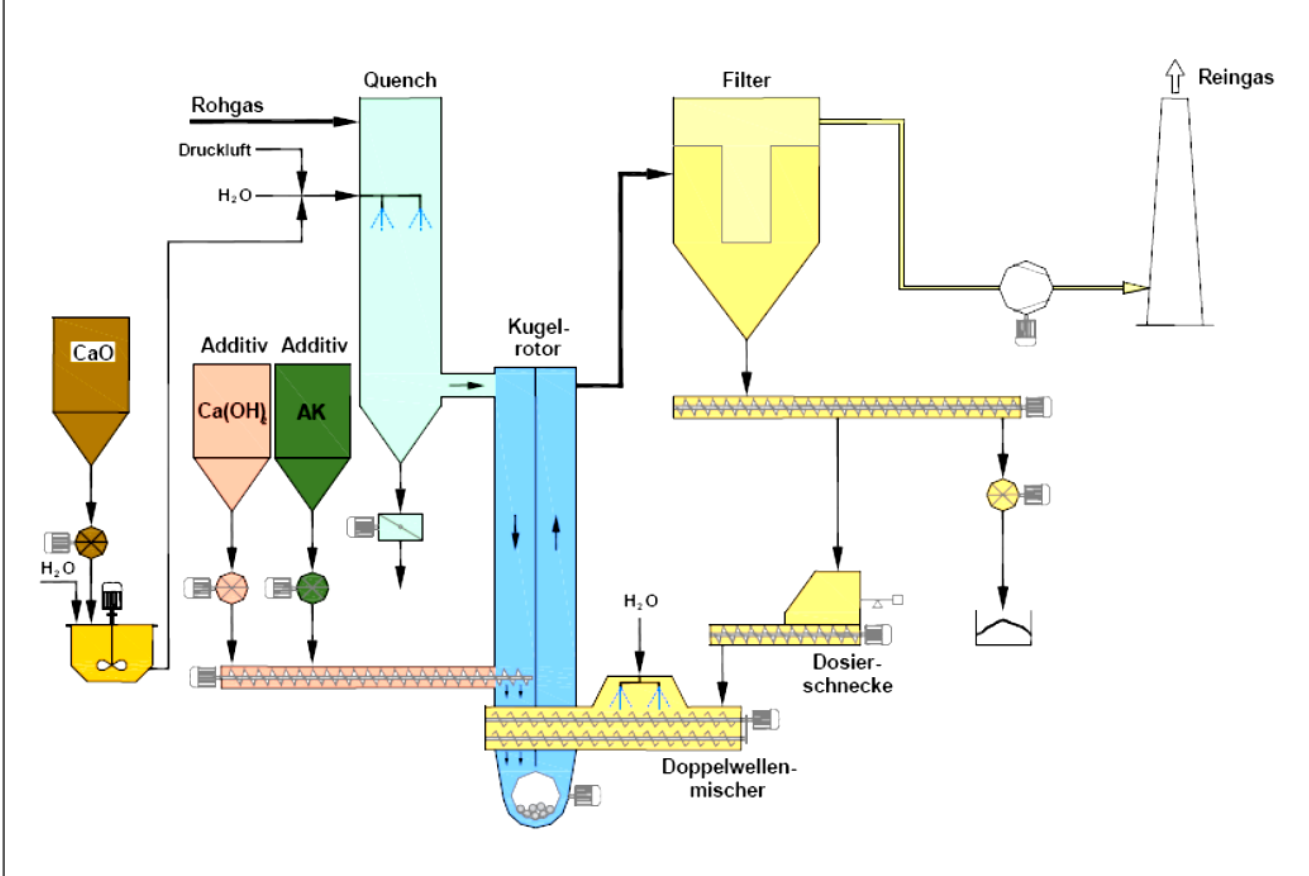 Quench
Filter
Reingas
Rohgas
Druckluft
H₂O
Kugel-
rotor
CaO
Additiv
Additiv
Ca(OH)₂
AK
H₂O
H₂O
Dosier-
schnecke
Doppelwellen-
mischer